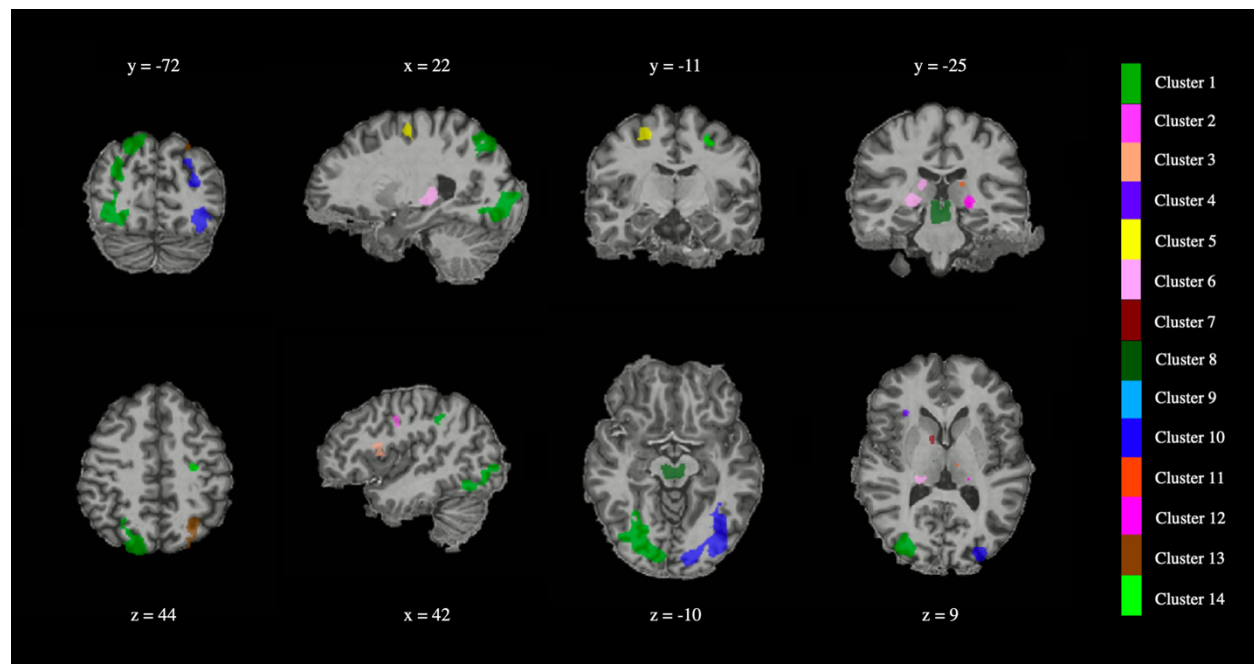 y = -72
x = 22
y = -11
y = -25
z = 44
x = 42
z = -10
z = 9
Cluster 1
Cluster 2
Cluster 3
Cluster 4
Cluster 5
Cluster 6
Cluster 7
Cluster 8
Cluster 9
Cluster 10
Cluster 11
Cluster 12
Cluster 13
Cluster 14